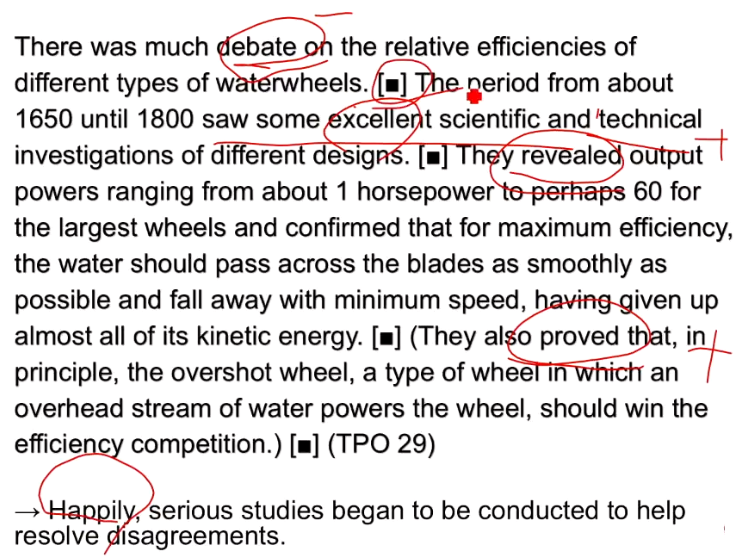 There was much debate on the relative efficiencies of
different types of waterwheels. [■] The period from about
1650 until 1800 saw some excellent scientific and technical
investigations of different designs. [■] They revealed output
powers ranging from about 1 horsepower to perhaps 60 for
the largest wheels and confirmed that for maximum efficiency,
the water should pass across the blades as smoothly as
possible and fall away with minimum speed, having given up
almost all of its kinetic energy. [■] (They also proved that, in
principle, the overshot wheel, a type of wheel in which an
overhead stream of water powers the wheel, should win the
efficiency competition.) [■] (TPO 29)
→ Happily, serious studies began to be conducted to help
resolve disagreements.